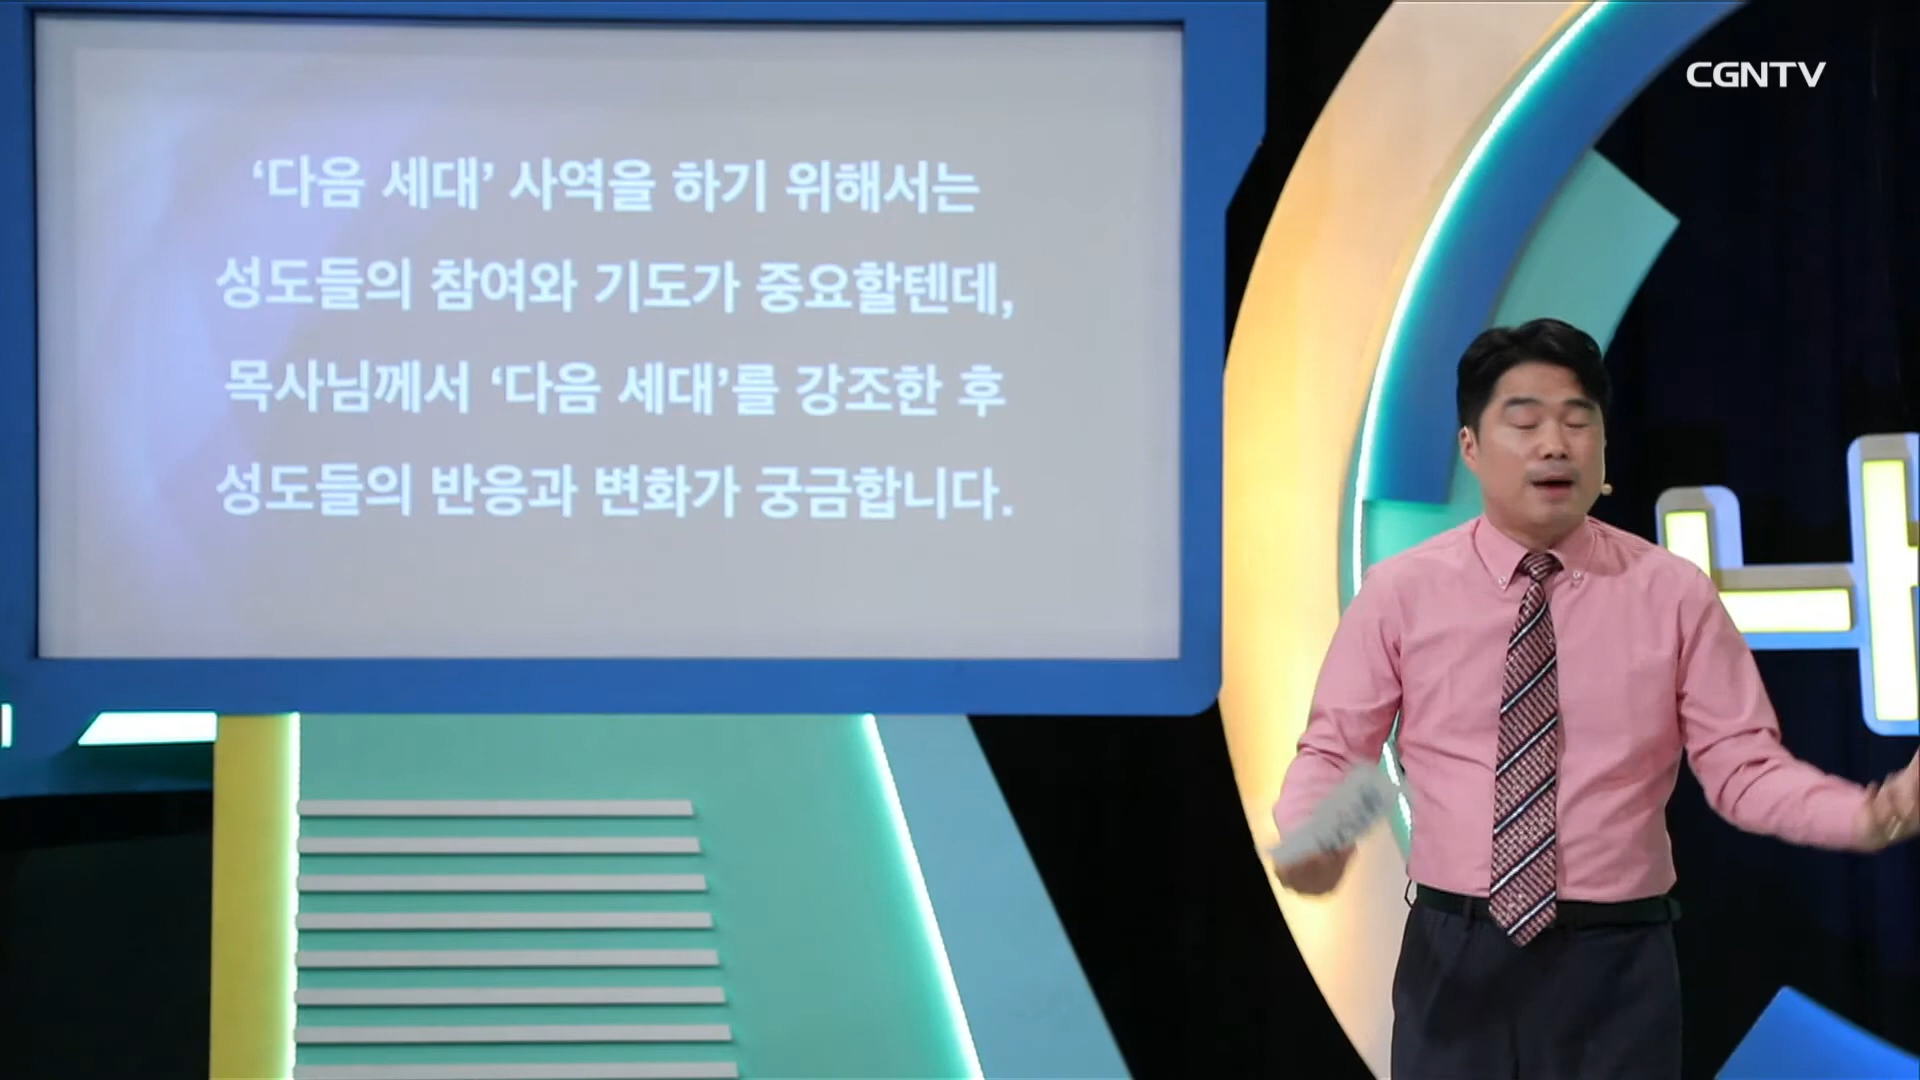 CGNTV
‘다음 세대’ 사역을 하기 위해서는
성도들의 참여와 기도가 중요할텐데,
목사님께서 ‘다음 세대’를 강조한 후
성도들의 반응과 변화가 궁금합니다.